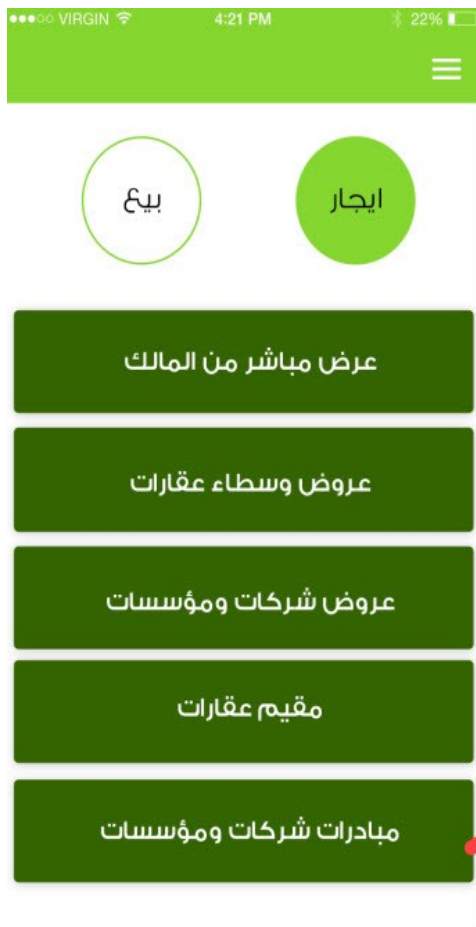 VIRGIN 4:21 PM 22%
ايجار
بيع
عرض مباشر من المالك
عروض وسطاء عقارات
عروض شركات ومؤسسات
مقيم عقارات
مبادرات شركات ومؤسسات